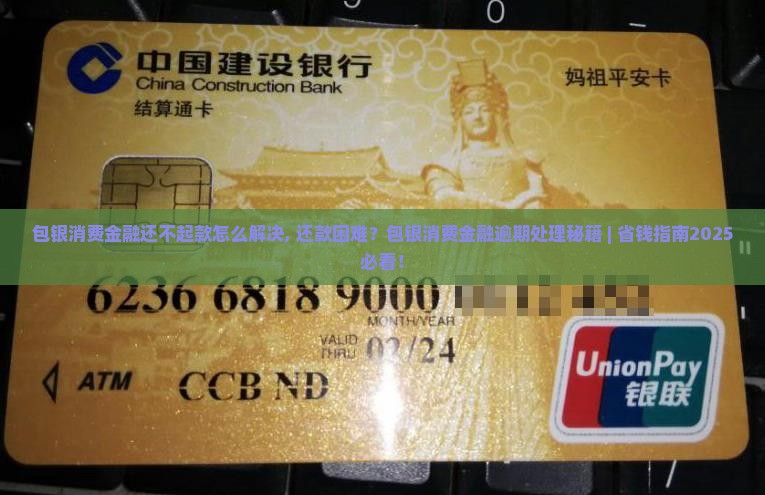 0
中国建设银行
China Construction Bank
结算通卡
妈祖平安卡
包银消费金融还不起款怎么解决, 还款困难？包银消费金融逾期处理秘籍 | 省钱指南2025
必看！
6236 6818 9000
MONTH/YEAR
VALID
THRU
02/24
ATM
CCB ND
UnionPay
银联